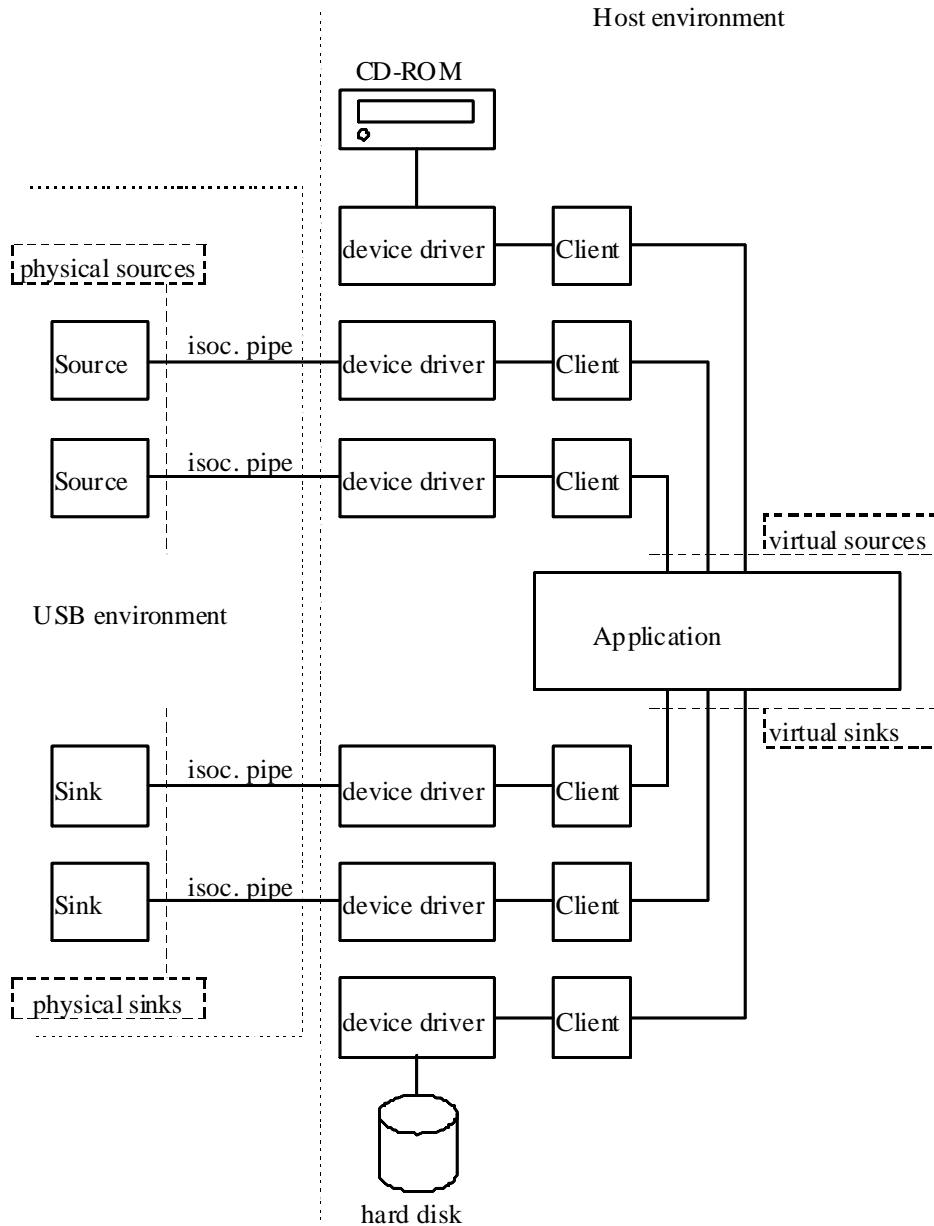 Host environment
CD-ROM
device driver
Client
physical sources
Source
isoc. pipe
device driver
Client
Source
isoc. pipe
device driver
Client
virtual sources
USB environment
Application
virtual sinks
Sink
isoc. pipe
device driver
Client
Sink
isoc. pipe
device driver
Client
physical sinks
device driver
Client
hard disk